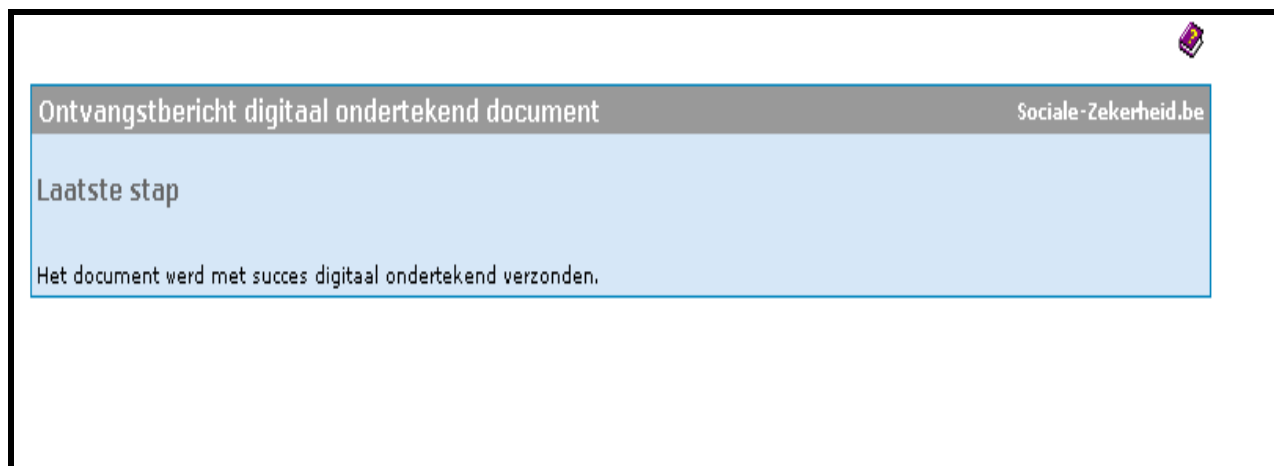 Ontvangstbericht digitaal ondertekend document Sociale-Zekerheid.be
Laatste stap
Het document werd met succes digitaal ondertekend verzonden.